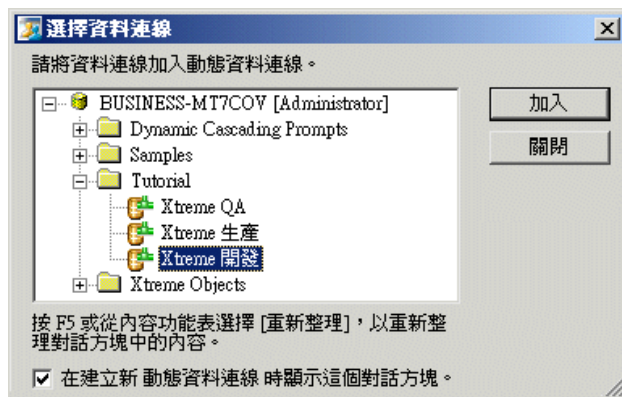 選擇資料連線
請將資料連線加入動態資料連線。
BUSINESS-MT7COV [Administrator]
Dynamic Cascading Prompts
Samples
Tutorial
Xtreme QA
Xtreme 生產
Xtreme 開發
Xtreme Objects
加入
關閉
按 F5 或從內容功能表選擇 [重新整理]，以重新整
理對話方塊中的內容。
在建立新 動態資料連線 時顯示這個對話方塊。